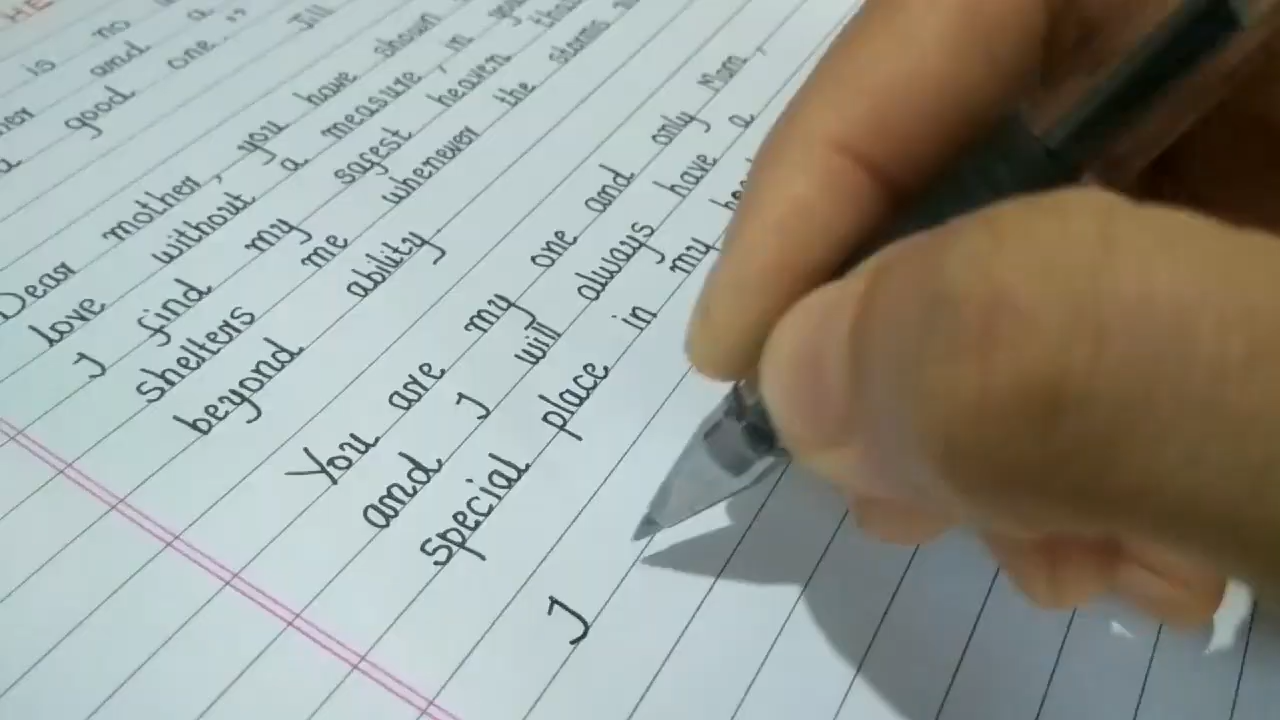 HE
is no
and a
a good one." Jill
Dear mother, you have shown
love without a measure, in
I find my safest heaven
shelters me whenever the storms
beyond ability
You are my one and only Mom,
and I will always have a
special place in my
I